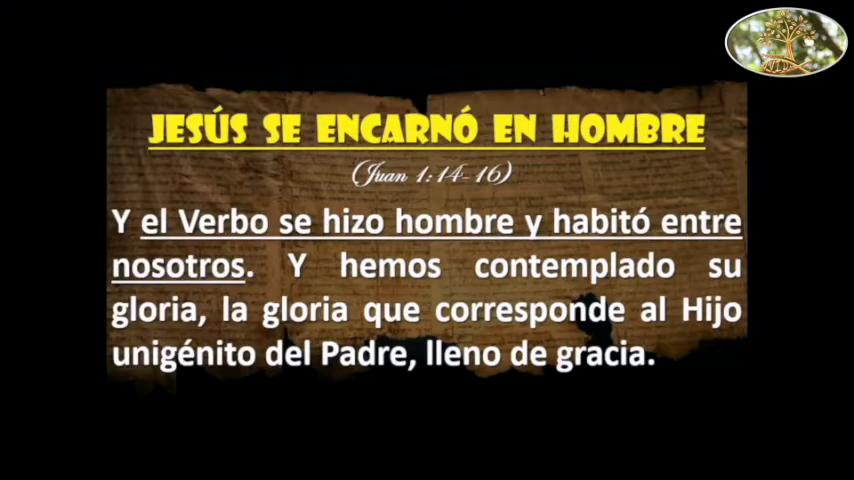 JESÚS SE ENCARNÓ EN HOMBRE
(Juan 1:14-16)
Y el Verbo se hizo hombre y habitó entre
nosotros. Y hemos contemplado su
gloria, la gloria que corresponde al Hijo
unigénito del Padre, lleno de gracia.